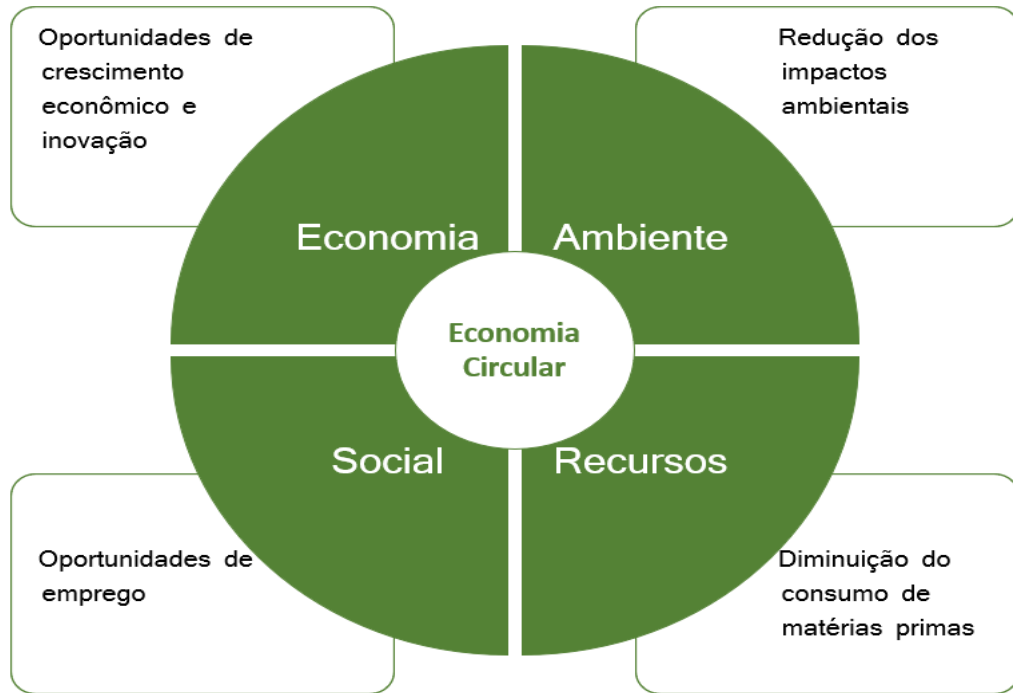 Oportunidades de
crescimento
econômico e
inovação
Redução dos
impactos
ambientais
Economia
Ambiente
Economia
Circular
Social
Recursos
Oportunidades de
emprego
Diminuição do
consumo de
matérias primas